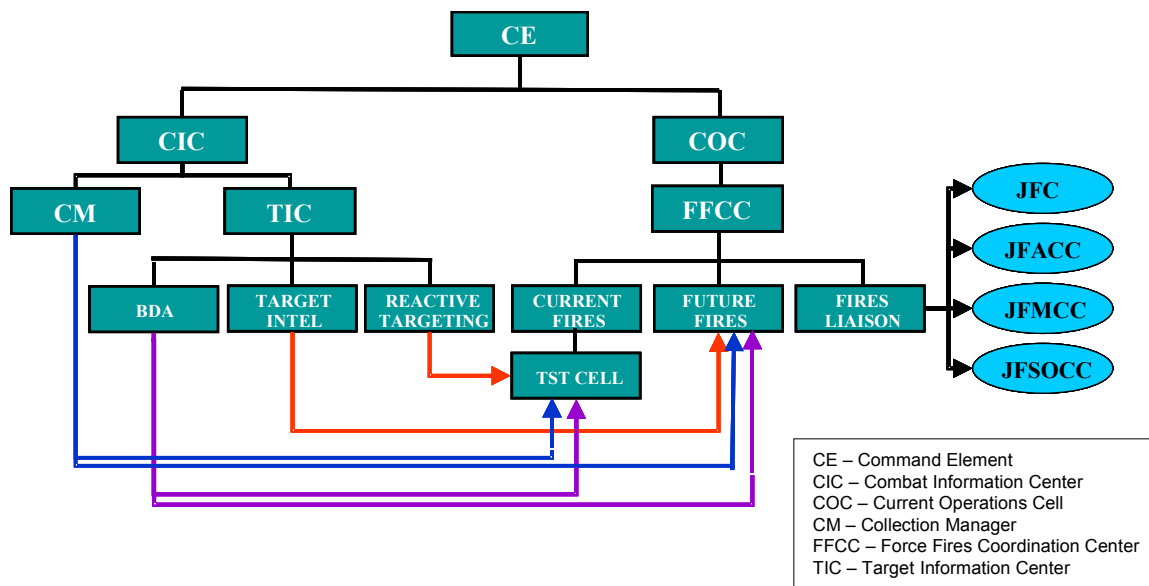 CE
CIC
COC
CM
TIC
FFCC
JFC
JFACC
JFMCC
JFSOCC
BDA
TARGET
INTEL
REACTIVE
TARGETING
CURRENT
FIRES
FUTURE
FIRES
FIRES
LIAISON
TST CELL
CE – Command Element
CIC – Combat Information Center
COC – Current Operations Cell
CM – Collection Manager
FFCC – Force Fires Coordination Center
TIC – Target Information Center